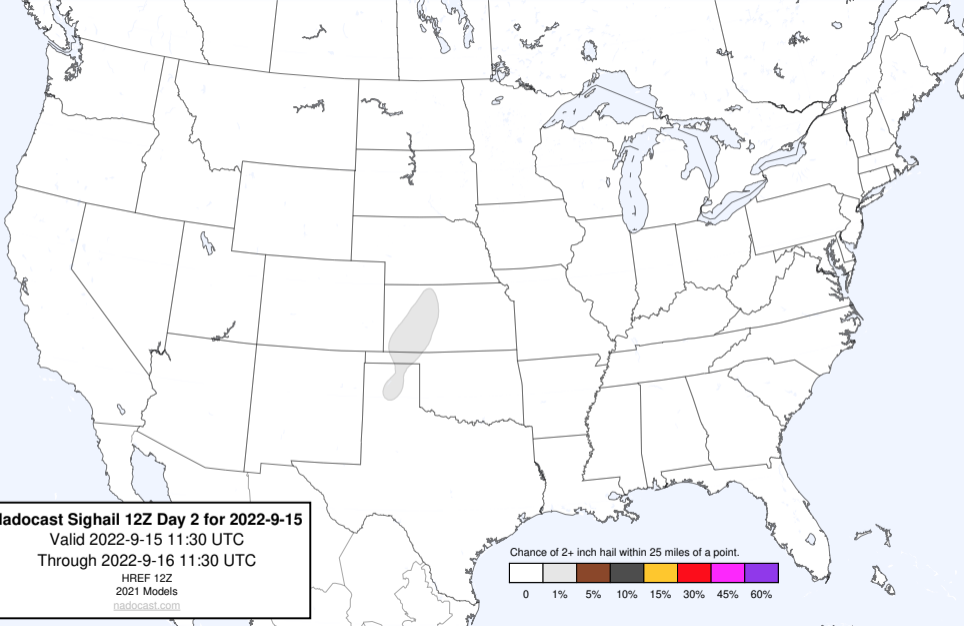 adocast Sighail 12Z Day 2 for 2022-9-15
Valid 2022-9-15 11:30 UTC
Through 2022-9-16 11:30 UTC
HREF 12Z
2021 Models
nadocast.com
Chance of 2+ inch hail within 25 miles of a point.
0 1% 5% 10% 15% 30% 45% 60%